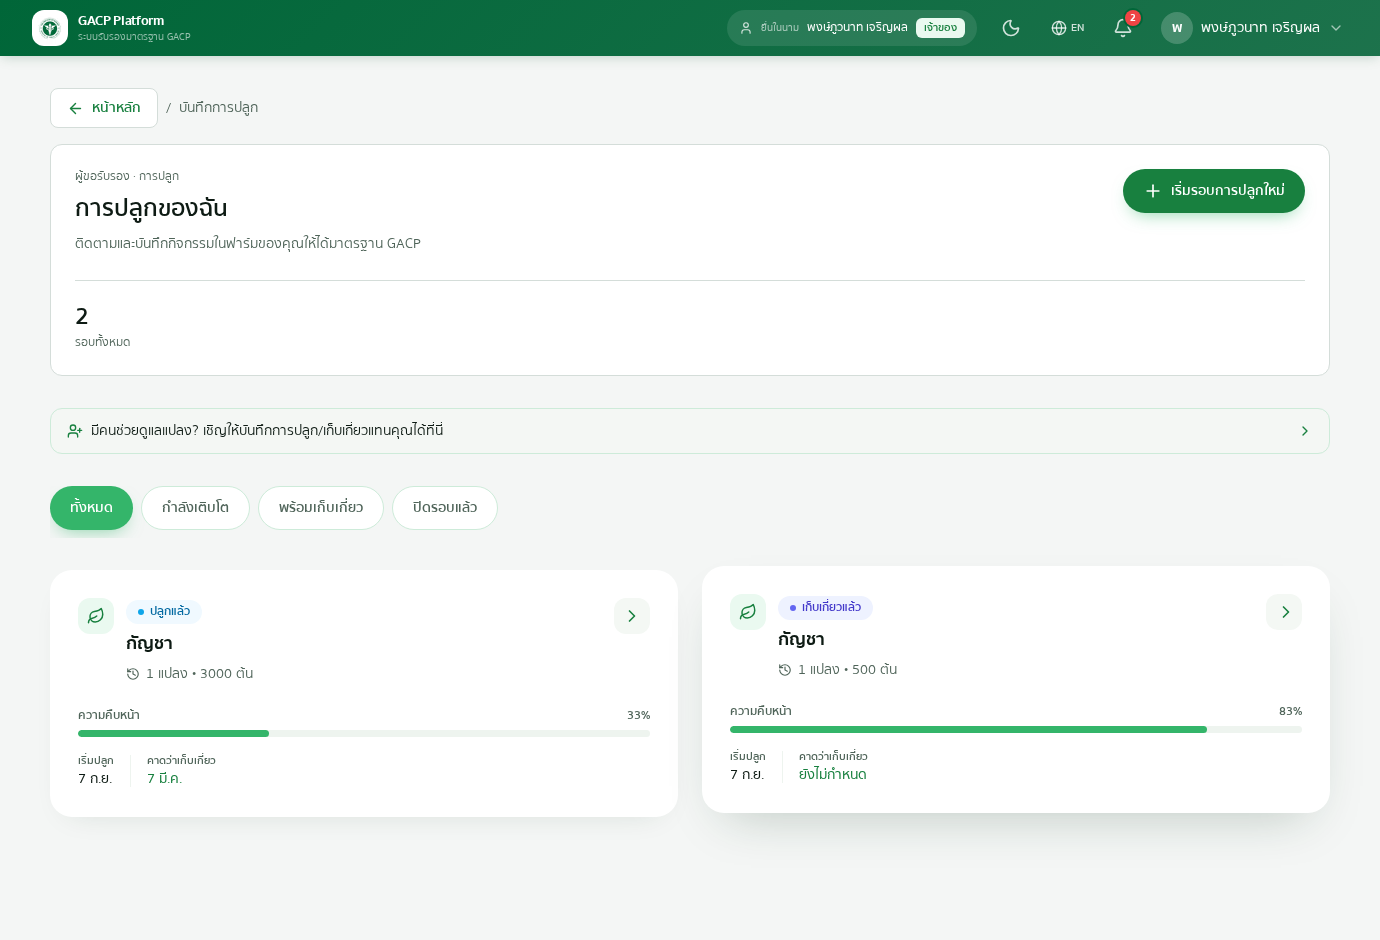 GACP Platform
ระบบรับรองมาตรฐาน GACP
ยื่นในนาม พงษ์ภูวนาท เจริญผล เจ้าของ
EN
2
พ พงษ์ภูวนาท เจริญผล
หน้าหลัก / บันทึกการปลูก
ผู้ขอรับรอง · การปลูก
การปลูกของฉัน
เริ่มรอบการปลูกใหม่
ติดตามและบันทึกกิจกรรมในฟาร์มของคุณให้ได้มาตรฐาน GACP
2
รอบทั้งหมด
มีคนช่วยดูแลแปลง? เชิญให้บันทึกการปลูก/เก็บเกี่ยวแทนคุณได้ที่นี่
ทั้งหมด กำลังเติบโต พร้อมเก็บเกี่ยว ปิดรอบแล้ว
ปลูกแล้ว
กัญชา
1 แปลง • 3000 ต้น
ความคืบหน้า 33%
เริ่มปลูก คาดว่าเก็บเกี่ยว
7 ก.ย. 7 มี.ค.
เก็บเกี่ยวแล้ว
กัญชา
1 แปลง • 500 ต้น
ความคืบหน้า 83%
เริ่มปลูก คาดว่าเก็บเกี่ยว
7 ก.ย. ยังไม่กำหนด